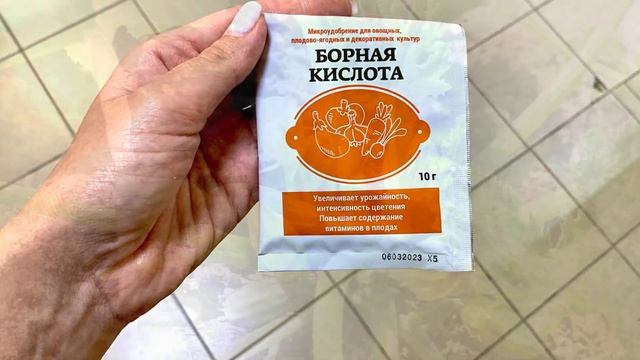 Микроудобрение для овощных,
плодово-ягодных и декоративных культур
БОРНАЯ
КИСЛОТА
10 г
Увеличивает урожайность,
интенсивность цветения
Повышает содержание
витаминов в плодах
06032023 X5